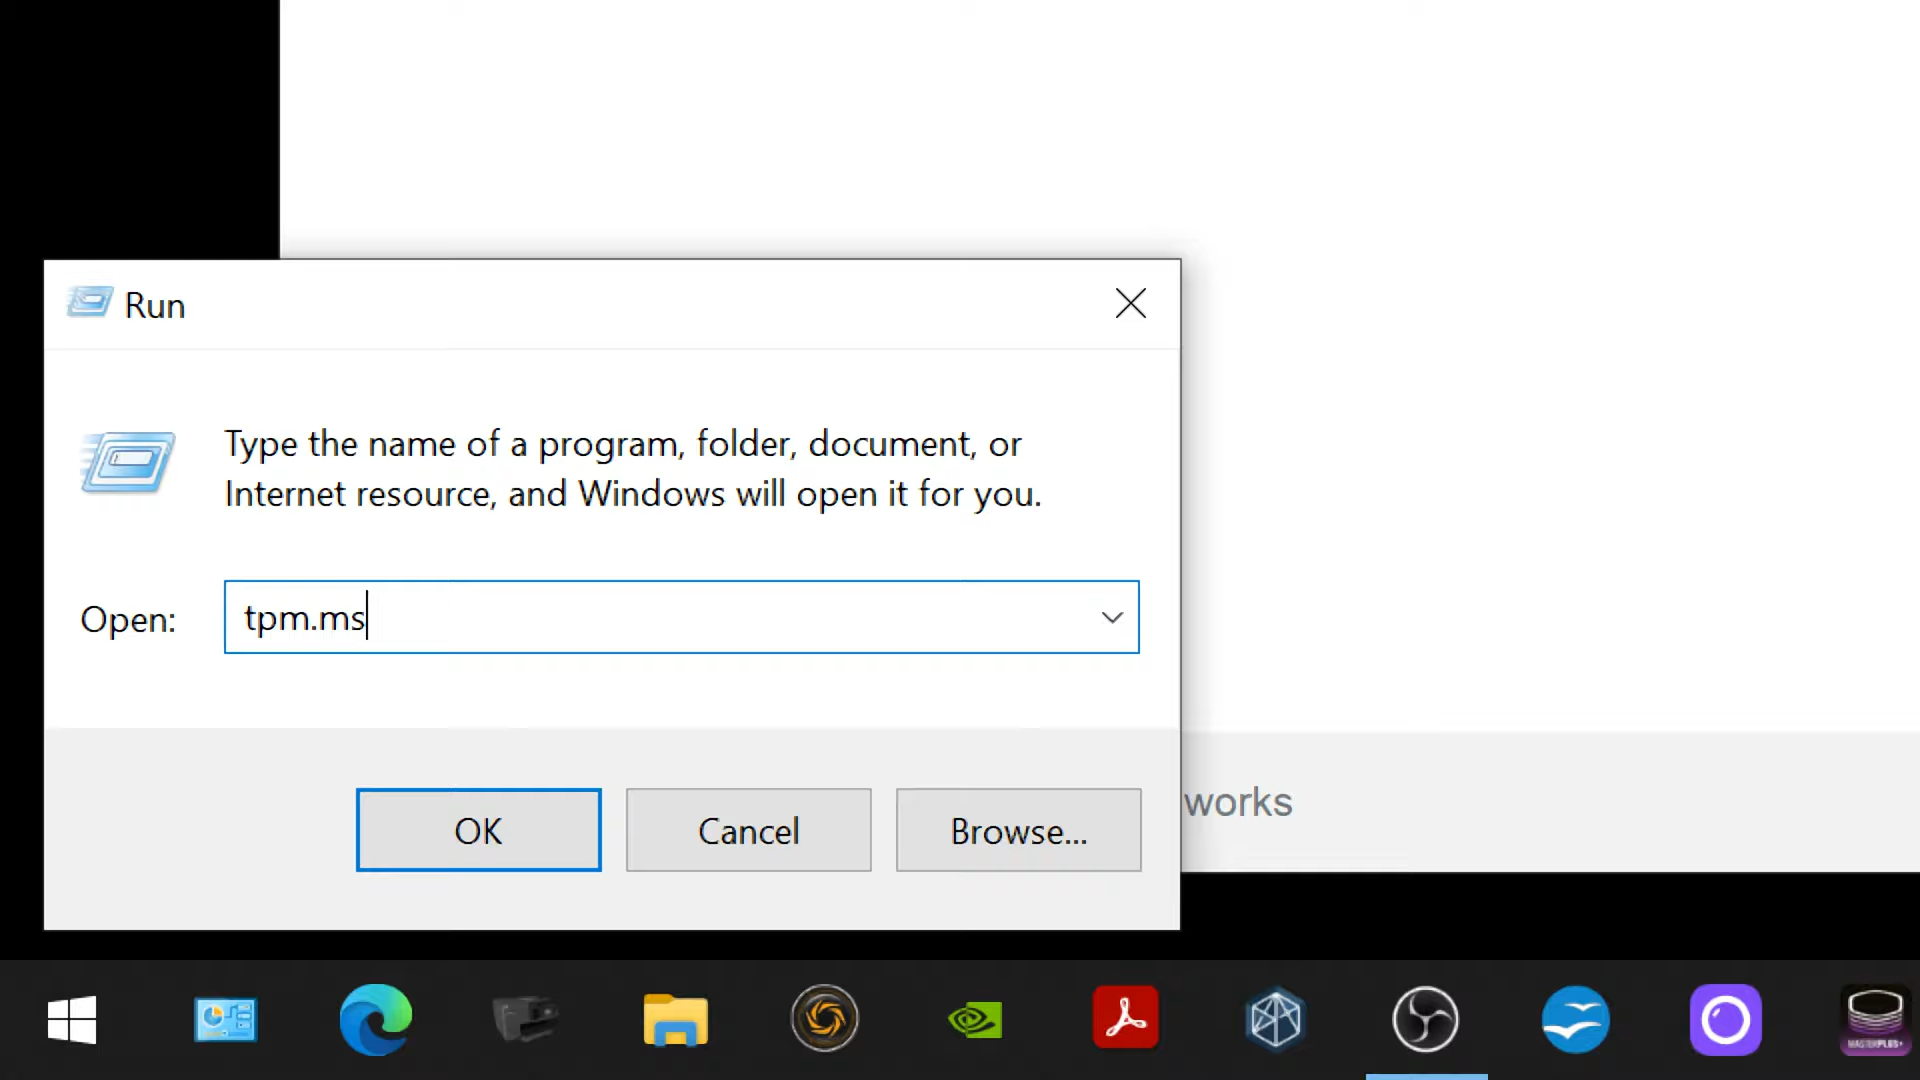 Run
Type the name of a program, folder, document, or
Internet resource, and Windows will open it for you.
Open:
tpm.ms
OK
Cancel
Browse...
works
MASTERPLUS+